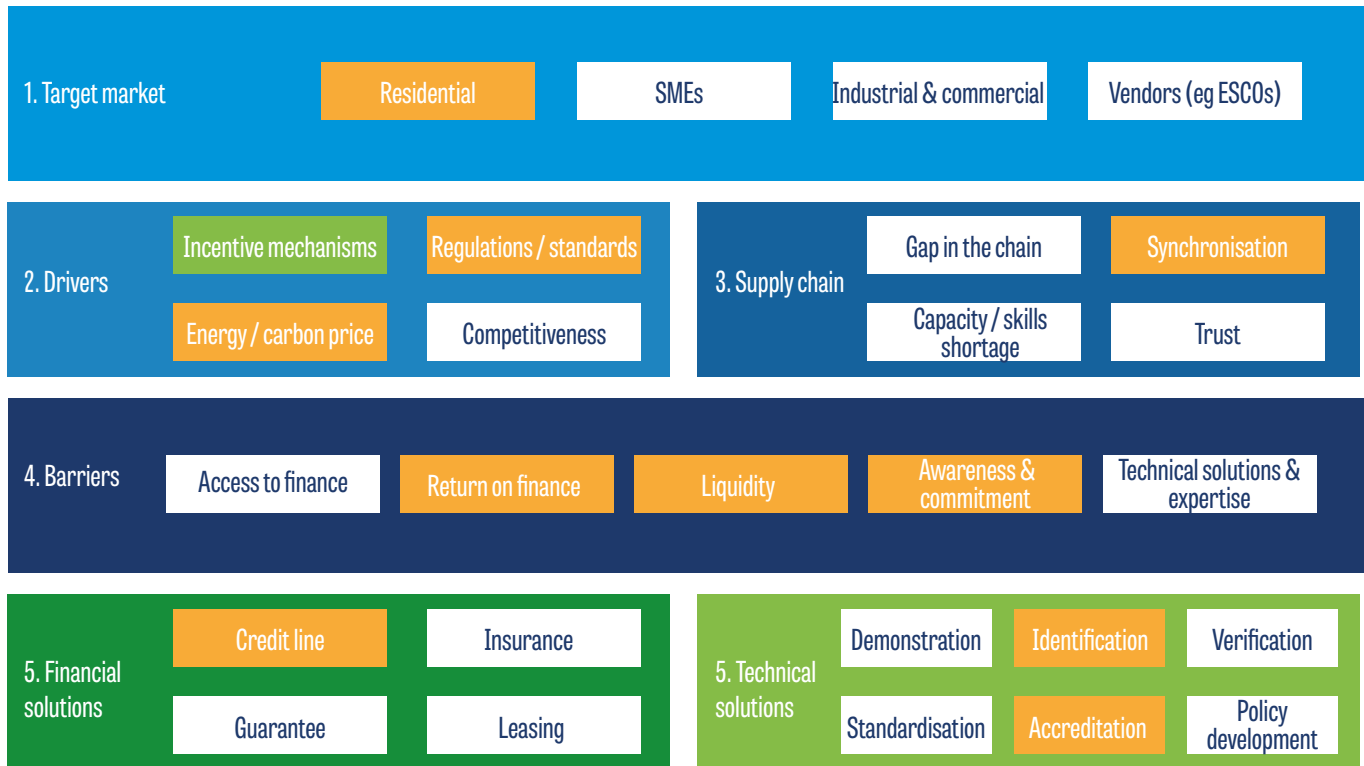 1. Target market
Residential
SMEs
Industrial & commercial
Vendors (eg ESCOs)
2. Drivers
Incentive mechanisms
Regulations / standards
Energy / carbon price
Competitiveness
3. Supply chain
Gap in the chain
Synchronisation
Capacity / skills
shortage
Trust
4. Barriers
Access to finance
Return on finance
Liquidity
Awareness &
commitment
Technical solutions &
expertise
5. Financial
solutions
Credit line
Insurance
Guarantee
Leasing
5. Technical
solutions
Demonstration
Identification
Verification
Standardisation
Accreditation
Policy
development